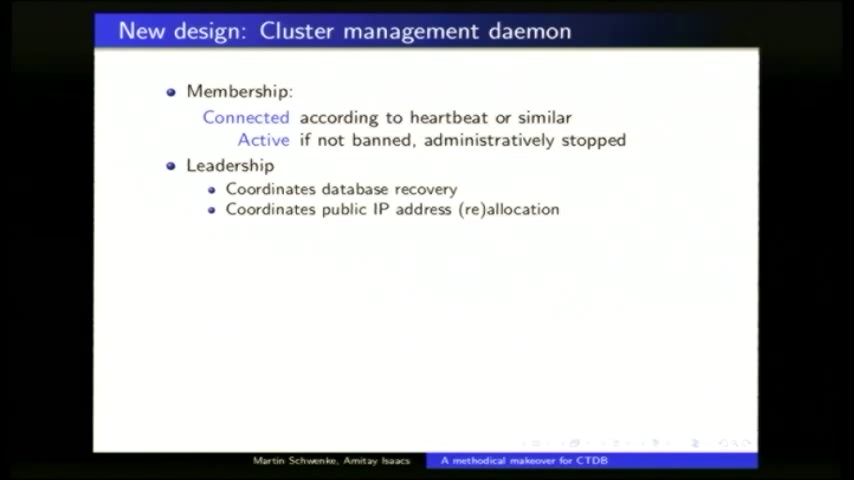 New design: Cluster management daemon
Membership:
Connected according to heartbeat or similar
Active if not banned, administratively stopped
Leadership
Coordinates database recovery
Coordinates public IP address (re)allocation
Martin Schwenke, Amitay Isaacs A methodical makeover for CTDB